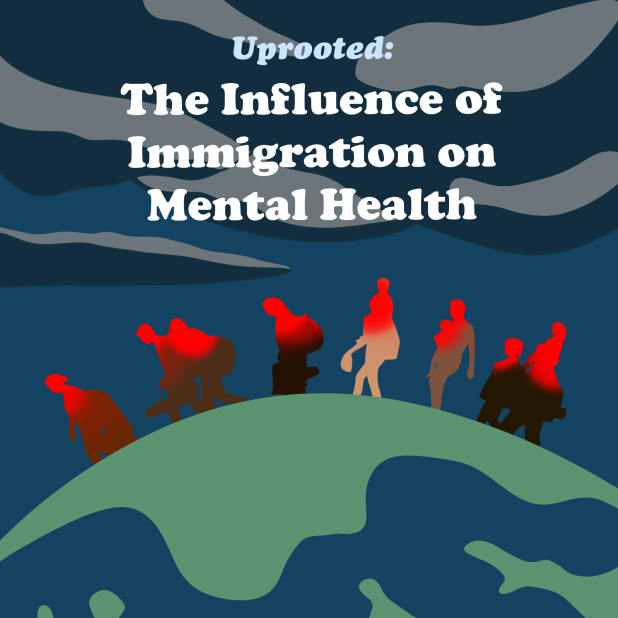 Uprooted:
The Influence of
Immigration on
Mental Health